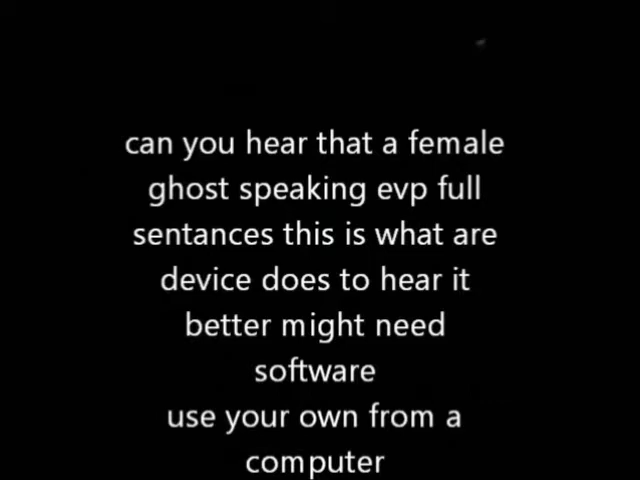 can you hear that a female
ghost speaking evp full
sentances this is what are
device does to hear it
better might need
software
use your own from a
computer